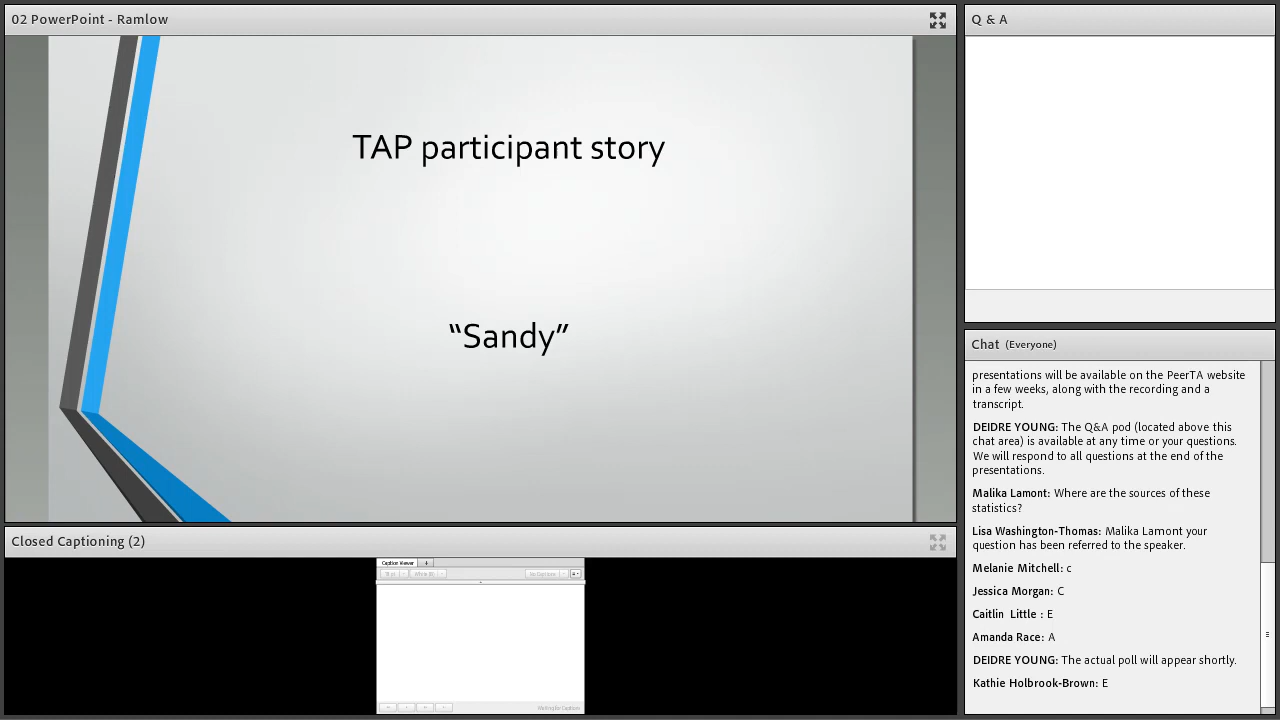 02 PowerPoint - Ramlow
TAP participant story
“Sandy”
Closed Captioning (2)
Caption Viewer
Waiting for Captions
Q & A
Chat (Everyone)
presentations will be available on the PeerTA website
in a few weeks, along with the recording and a
transcript.
DEIDRE YOUNG: The Q&A pod (located above this
chat area) is available at any time or your questions.
We will respond to all questions at the end of the
presentations.
Malika Lamont: Where are the sources of these
statistics?
Lisa Washington-Thomas: Malika Lamont your
question has been referred to the speaker.
Melanie Mitchell: c
Jessica Morgan: C
Caitlin Little : E
Amanda Race: A
DEIDRE YOUNG: The actual poll will appear shortly.
Kathie Holbrook-Brown: E